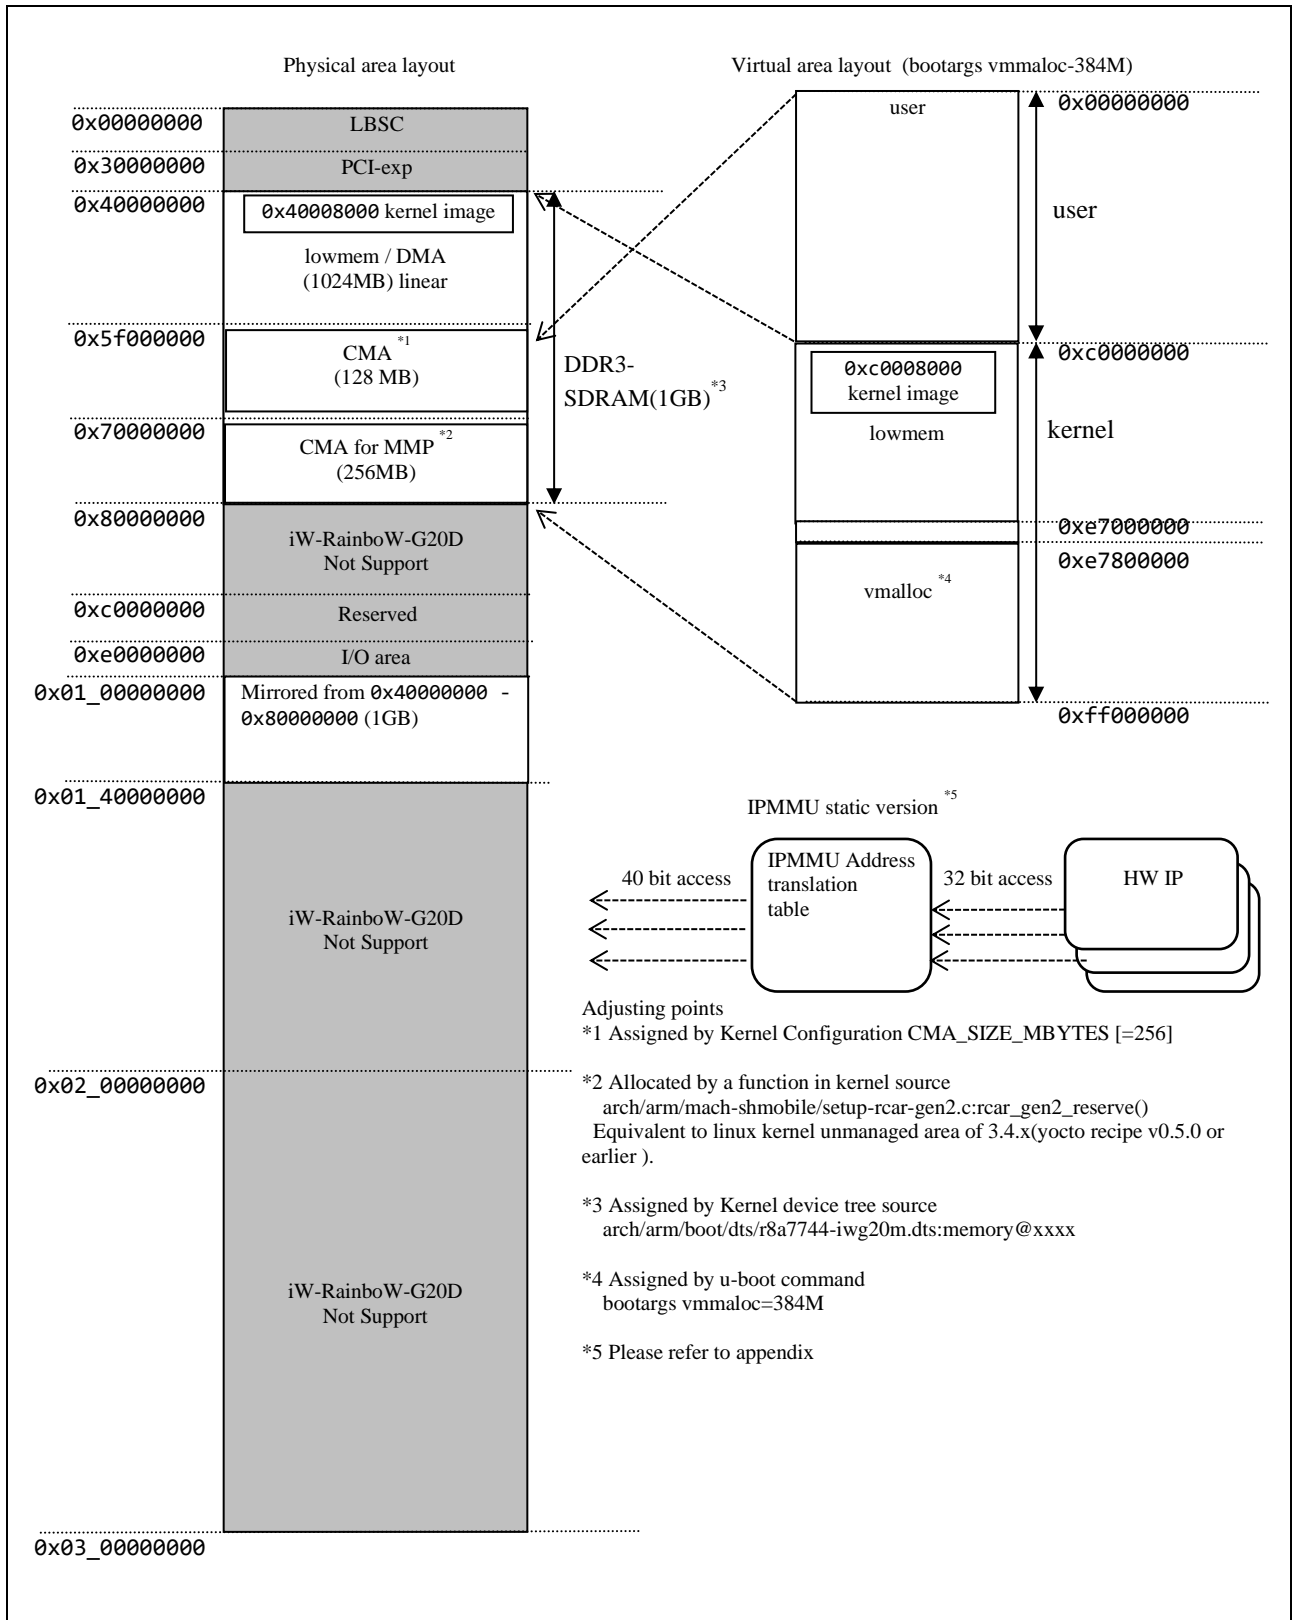 Physical area layout
0x00000000
LBSC
0x30000000
PCI-exp
0x40000000
0x40008000 kernel image
lowmem / DMA
(1024MB) linear
0x5f000000
CMA *1
(128 MB)
DDR3-
SDRAM(1GB) *3
0x70000000
CMA for MMP *2
(256MB)
0x80000000
iW-RainboW-G20D
Not Support
0xc0000000
Reserved
0xe0000000
I/O area
0x01_00000000
Mirrored from 0x40000000 -
0x80000000 (1GB)
0x01_40000000
iW-RainboW-G20D
Not Support
0x02_00000000
iW-RainboW-G20D
Not Support
0x03_00000000
Virtual area layout (bootargs vmmaloc-384M)
user
0x00000000
user
0xc0000000
0xc0008000
kernel image
lowmem
kernel
0xe7000000
0xe7800000
vmalloc *4
0xff000000
IPMMU static version *5
40 bit access
IPMMU Address
translation
table
32 bit access
HW IP
Adjusting points
*1 Assigned by Kernel Configuration CMA_SIZE_MBYTES [=256]
*2 Allocated by a function in kernel source
arch/arm/mach-shmobile/setup-rcar-gen2.c:rcar_gen2_reserve()
Equivalent to linux kernel unmanaged area of 3.4.x(yocto recipe v0.5.0 or
earlier ).
*3 Assigned by Kernel device tree source
arch/arm/boot/dts/r8a7744-iwg20m.dts:memory@xxxx
*4 Assigned by u-boot command
bootargs vmmaloc=384M
*5 Please refer to appendix